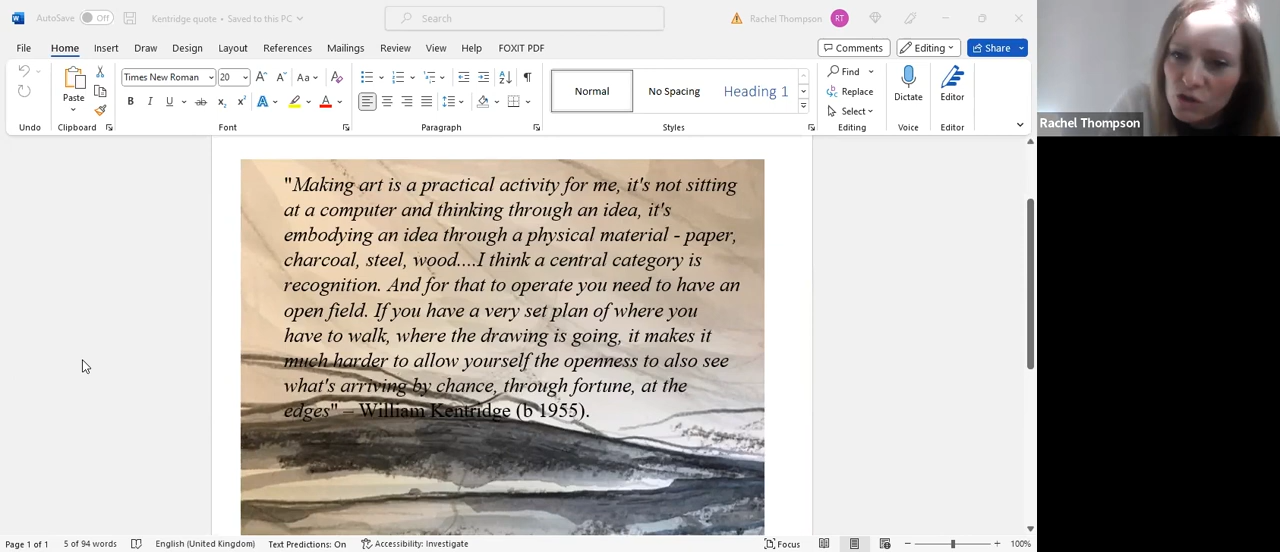 AutoSave Off Kentridge quote • Saved to this PC Search Rachel Thompson RT
File Home Insert Draw Design Layout References Mailings Review View Help FOXIT PDF Comments Editing Share
Times New Roman 20 Aa Normal No Spacing Heading 1 Find
Paste B I U ab x₂ x² A A Replace Dictate Editor
Select
Undo Clipboard Font Paragraph Styles Editing Voice Editor
Rachel Thompson
"Making art is a practical activity for me, it's not sitting
at a computer and thinking through an idea, it's
embodying an idea through a physical material - paper,
charcoal, steel, wood....I think a central category is
recognition. And for that to operate you need to have an
open field. If you have a very set plan of where you
have to walk, where the drawing is going, it makes it
much harder to allow yourself the openness to also see
what's arriving by chance, through fortune, at the
edges" – William Kentridge (b 1955).
Page 1 of 1 5 of 94 words English (United Kingdom) Text Predictions: On Accessibility: Investigate Focus 100%